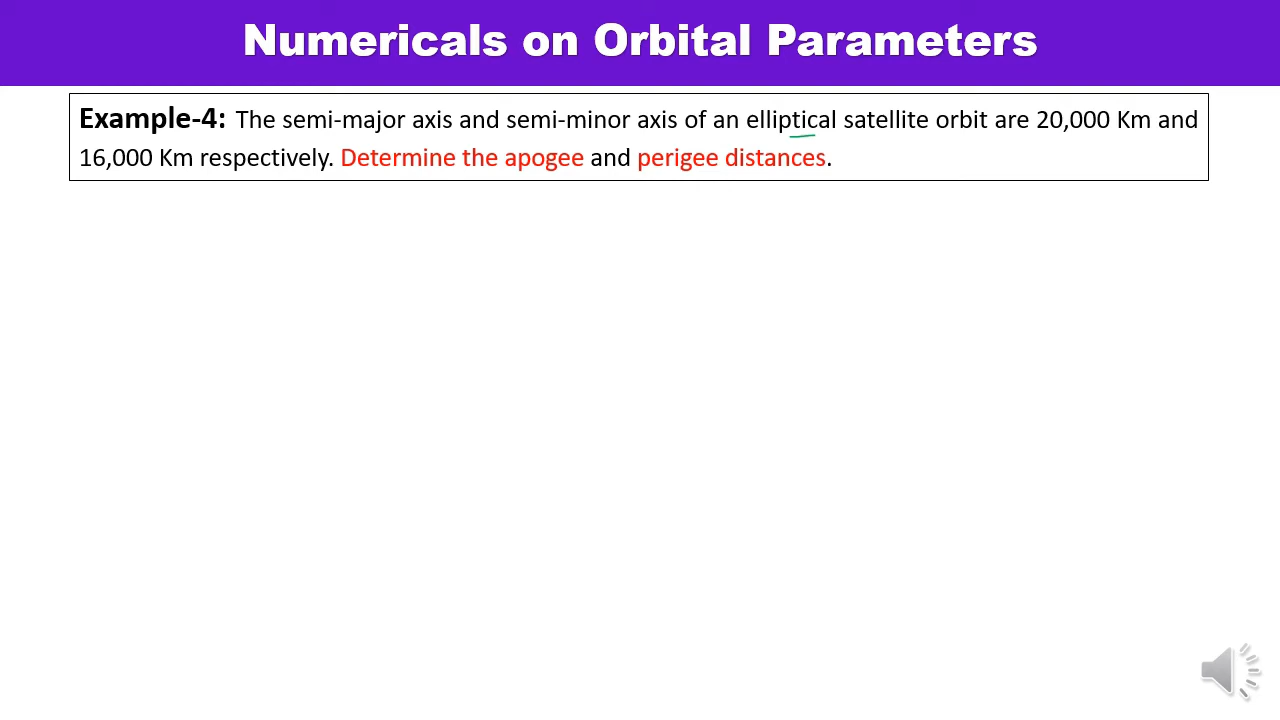 Numericals on Orbital Parameters
Example-4: The semi-major axis and semi-minor axis of an elliptical satellite orbit are 20,000 Km and
16,000 Km respectively. Determine the apogee and perigee distances.